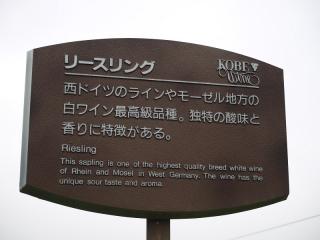 リースリング
KOBE
Wine
西ドイツのラインやモーゼル地方の
白ワイン最高級品種。独特の酸味と
香りに特徴がある。
Riesling
This sapling is one of the highest quality breed white wine
of Rhein and Mosel in West Germany. The wine has the
unique sour taste and aroma.